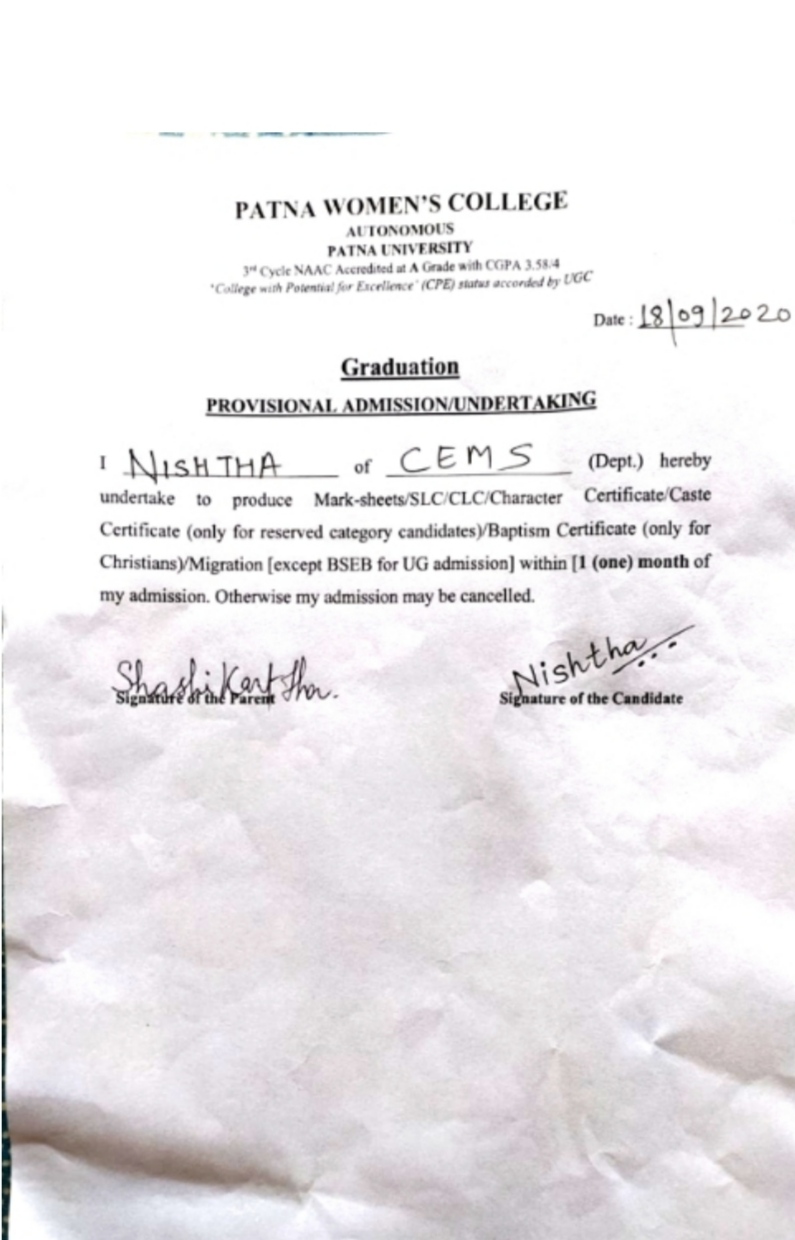 PATNA WOMEN'S COLLEGE
AUTONOMOUS
PATNA UNIVERSITY
3rd Cycle NAAC Accredited at A Grade with CGPA 3.58/4
'College with Potential for Excellence' (CPE) status accorded by UGC
Date : 18/09/2020
Graduation
PROVISIONAL ADMISSION/UNDERTAKING
I NISHTHA of CEMS (Dept.) hereby
undertake to produce Mark-sheets/SLC/CLC/Character Certificate/Caste
Certificate (only for reserved category candidates)/Baptism Certificate (only for
Christians)/Migration [except BSEB for UG admission] within [1 (one) month of
my admission. Otherwise my admission may be cancelled.
Shashi Kant Nishtha
Signature of the Parent Signature of the Candidate